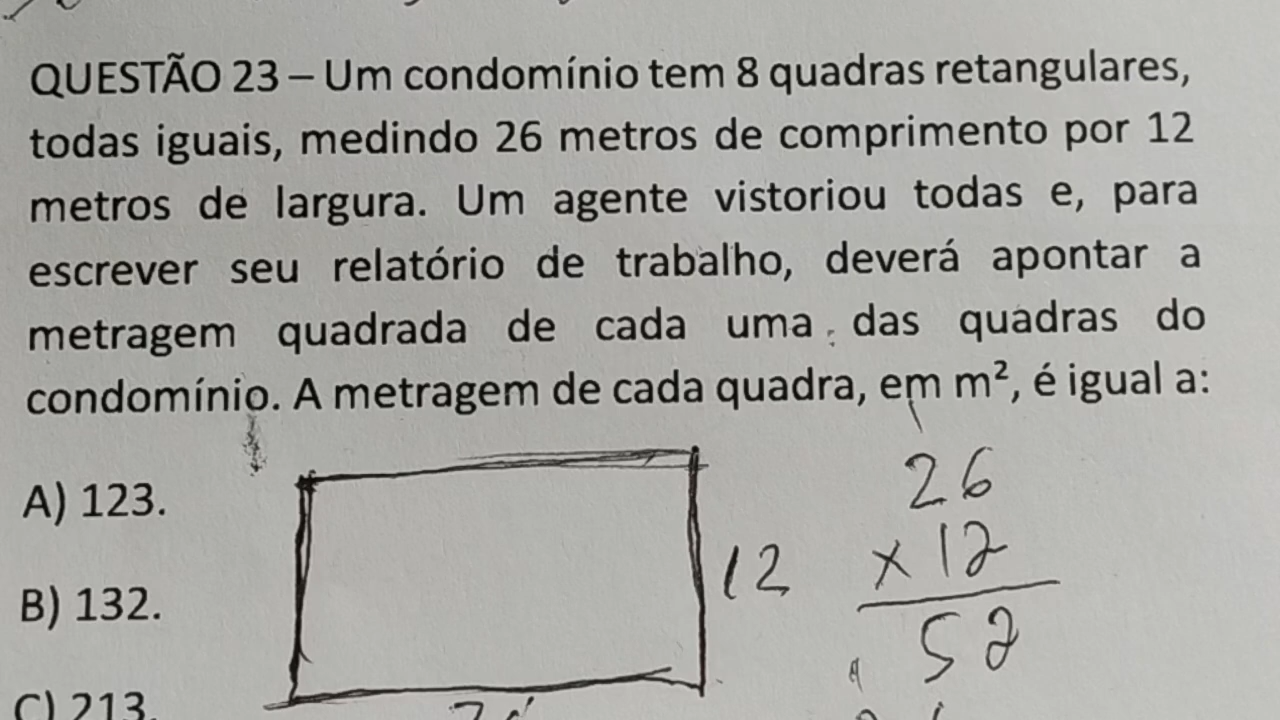 QUESTÃO 23 – Um condomínio tem 8 quadras retangulares,
todas iguais, medindo 26 metros de comprimento por 12
metros de largura. Um agente vistoriou todas e, para
escrever seu relatório de trabalho, deverá apontar a
metragem quadrada de cada uma das quadras do
condomínio. A metragem de cada quadra, em m², é igual a:
26
A) 123.
x 12
12
B) 132.
52
C) 213.